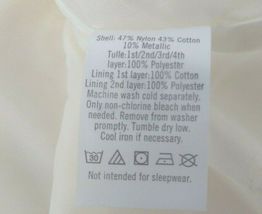 Shell: 47% Nylon 43% Cotton
10% Metallic
Tulle:1st/2nd/3rd/4th
layer:100% Polyester
Lining 1st layer:100% Cotton
Lining 2nd layer:100% Polyester
Machine wash cold separately.
Only non-chlorine bleach when
needed. Remove from washer
promptly. Tumble dry low.
Cool iron if necessary.
30
Not intended for sleepwear.